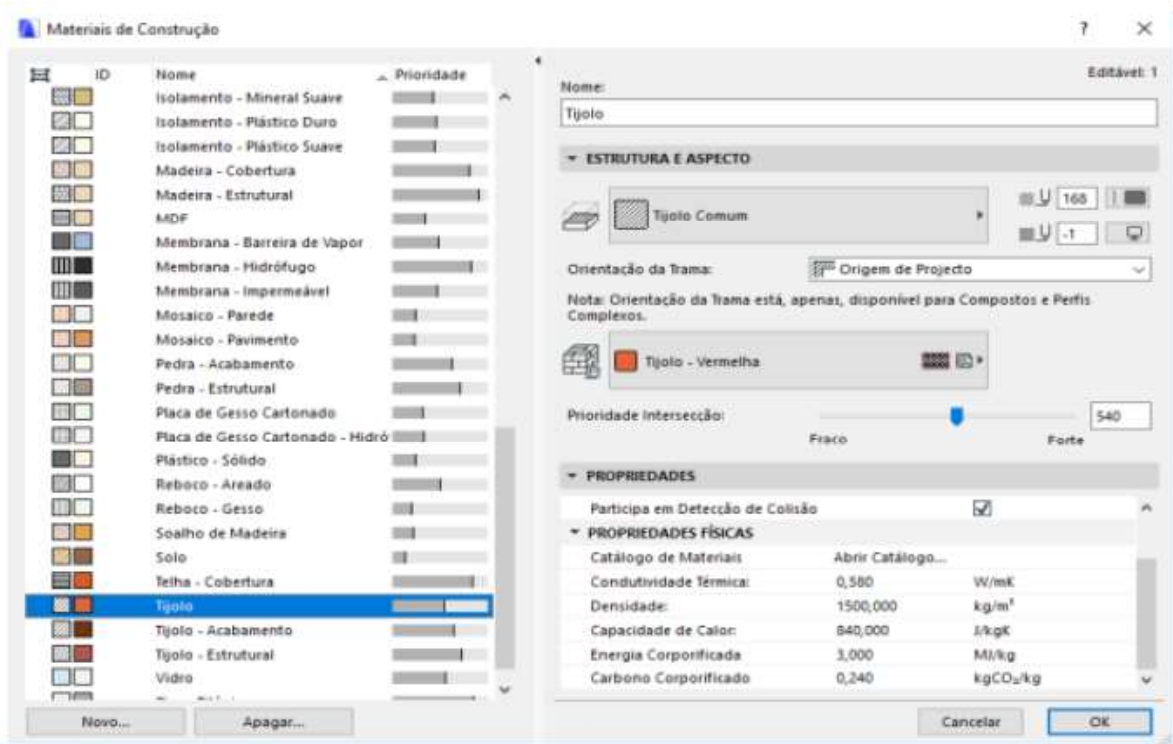 Materiais de Construção
? ×
ID Nome Prioridade
Isolamento - Mineral Suave
Isolamento - Plástico Duro
Isolamento - Plástico Suave
Madeira - Cobertura
Madeira - Estrutural
MDF
Membrana - Barreira de Vapor
Membrana - Hidrófugo
Membrana - Impermeável
Mosaico - Parede
Mosaico - Pavimento
Pedra - Acabamento
Pedra - Estrutural
Placa de Gesso Cartonado
Placa de Gesso Cartonado - Hidró
Plástico - Sólido
Reboco - Areado
Reboco - Gesso
Soalho de Madeira
Solo
Telha - Cobertura
Tijolo
Tijolo - Acabamento
Tijolo - Estrutural
Vidro
Novo... Apagar...
Editável: 1
Nome:
Tijolo
ESTRUTURA E ASPECTO
Tijolo Comum
168
-1
Orientação da Trama: Origem de Projecto
Nota: Orientação da Trama está, apenas, disponível para Compostos e Perfis
Complexos.
Tijolo - Vermelha
Prioridade Intersecção: 540
Fraco Forte
PROPRIEDADES
Participa em Detecção de Colisão
PROPRIEDADES FÍSICAS
Catálogo de Materiais Abrir Catálogo...
Condutividade Térmica: 0,580 W/mK
Densidade: 1500,000 kg/m³
Capacidade de Calor: 840,000 J/kgK
Energia Corporificada 3,000 MJ/kg
Carbono Corporificado 0,240 kgCO₂/kg
Cancelar OK